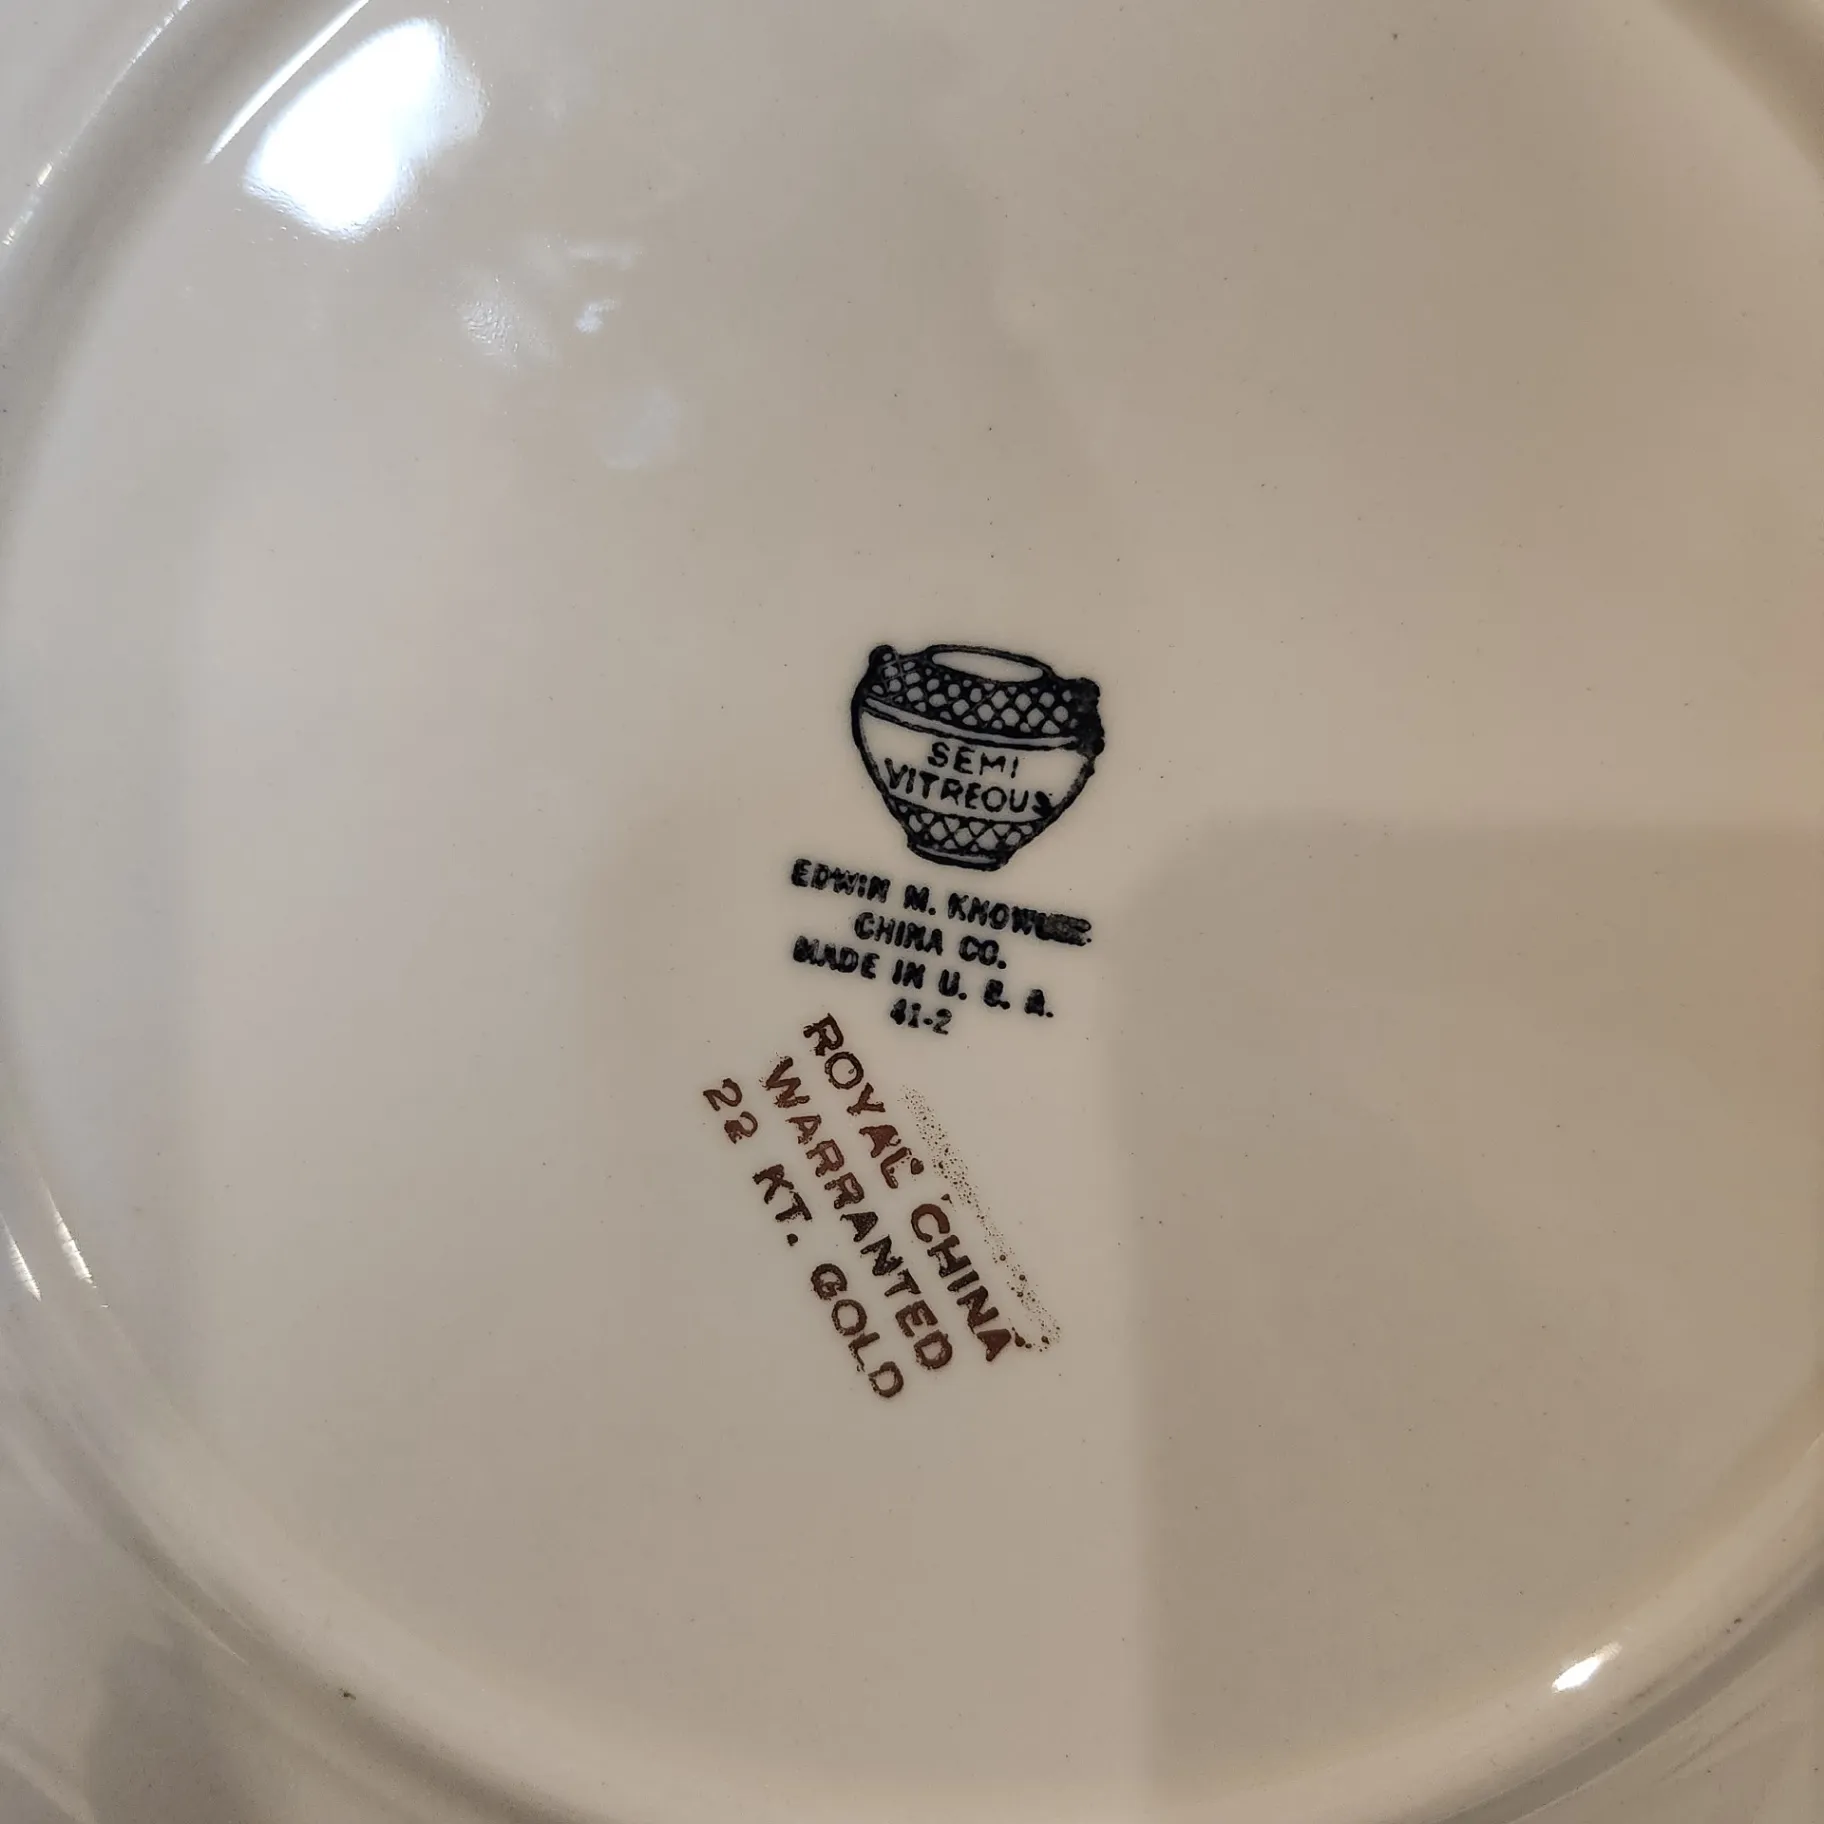 SEMI
VITREOUS
EDWIN M. KNOWLES
CHINA CO.
MADE IN U. S. A.
41-2
ROYAL CHINA
WARRANTED
22 KT. GOLD